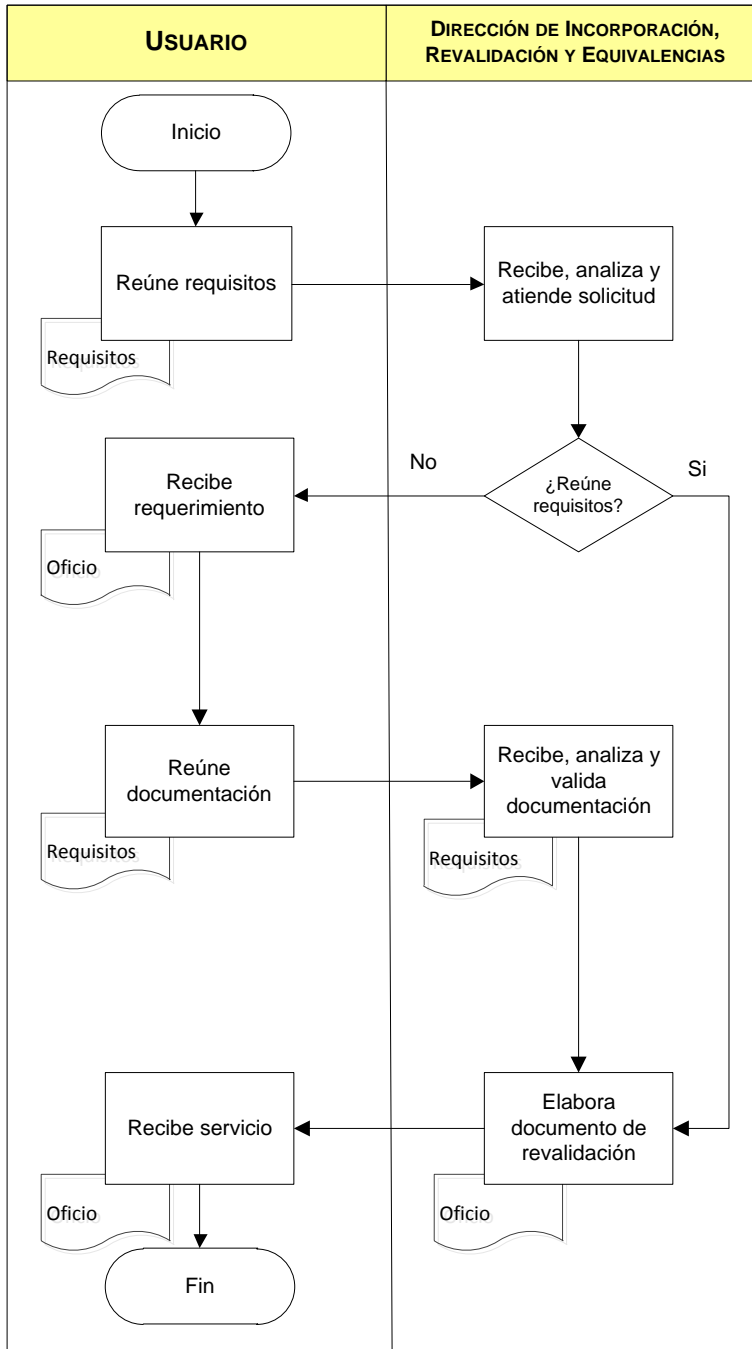 USUARIO
DIRECCIÓN DE INCORPORACIÓN,
REVALIDACIÓN Y EQUIVALENCIAS
Inicio
Reúne requisitos
Requisitos
Recibe, analiza y
atiende solicitud
¿Reúne
requisitos?
No
Si
Recibe
requerimiento
Oficio
Reúne
documentación
Requisitos
Recibe, analiza y
valida
documentación
Requisitos
Elabora
documento de
revalidación
Oficio
Recibe servicio
Oficio
Fin